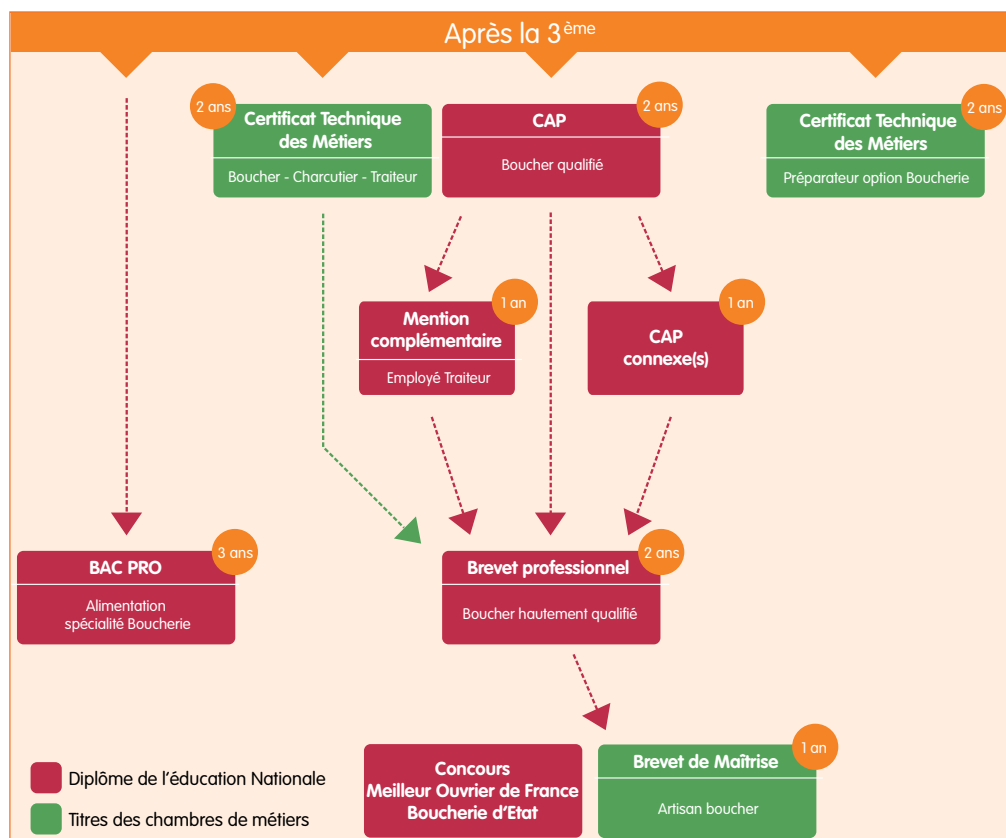 Après la 3ème
2 ans
Certificat Technique
des Métiers
Boucher - Charcutier - Traiteur
2 ans
CAP
Boucher qualifié
2 ans
Certificat Technique
des Métiers
Préparateur option Boucherie
1 an
Mention
complémentaire
Employé Traiteur
1 an
CAP
connexe(s)
3 ans
BAC PRO
Alimentation
spécialité Boucherie
2 ans
Brevet professionnel
Boucher hautement qualifié
Concours
Meilleur Ouvrier de France
Boucherie d'Etat
1 an
Brevet de Maîtrise
Artisan boucher
Diplôme de l'éducation Nationale
Titres des chambres de métiers